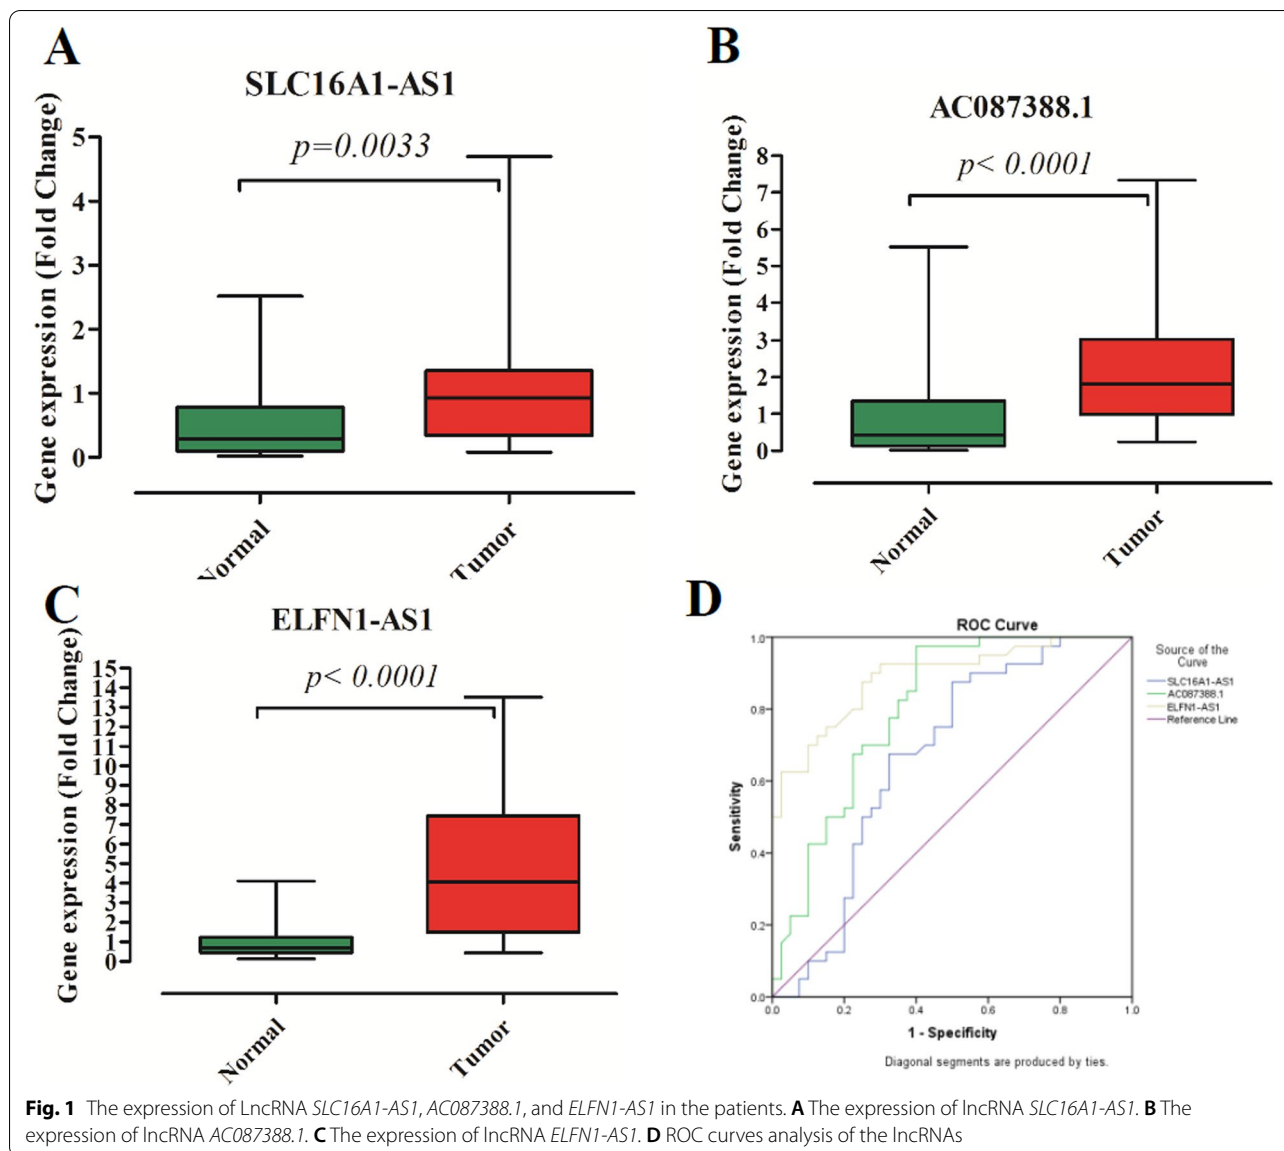 A
SLC16A1-AS1
Gene expression (Fold Change)
5
4
3
2
1
0
p=0.0033
Normal
Tumor
B
AC087388.1
Gene expression (Fold Change)
8
7
6
5
4
3
2
1
0
p< 0.0001
Normal
Tumor
C
ELFN1-AS1
Gene expression (Fold Change)
15
14
13
12
11
10
9
8
7
6
5
4
3
2
1
0
p< 0.0001
Normal
Tumor
D
ROC Curve
Sensitivity
1.0
0.8
0.6
0.4
0.2
0.0
0.0 0.2 0.4 0.6 0.8 1.0
1 - Specificity
Source of the
Curve
SLC16A1-AS1
AC087388.1
ELFN1-AS1
Reference Line
Diagonal segments are produced by ties.
Fig. 1 The expression of LncRNA SLC16A1-AS1, AC087388.1, and ELFN1-AS1 in the patients. A The expression of lncRNA SLC16A1-AS1. B The
expression of lncRNA AC087388.1. C The expression of lncRNA ELFN1-AS1. D ROC curves analysis of the lncRNAs